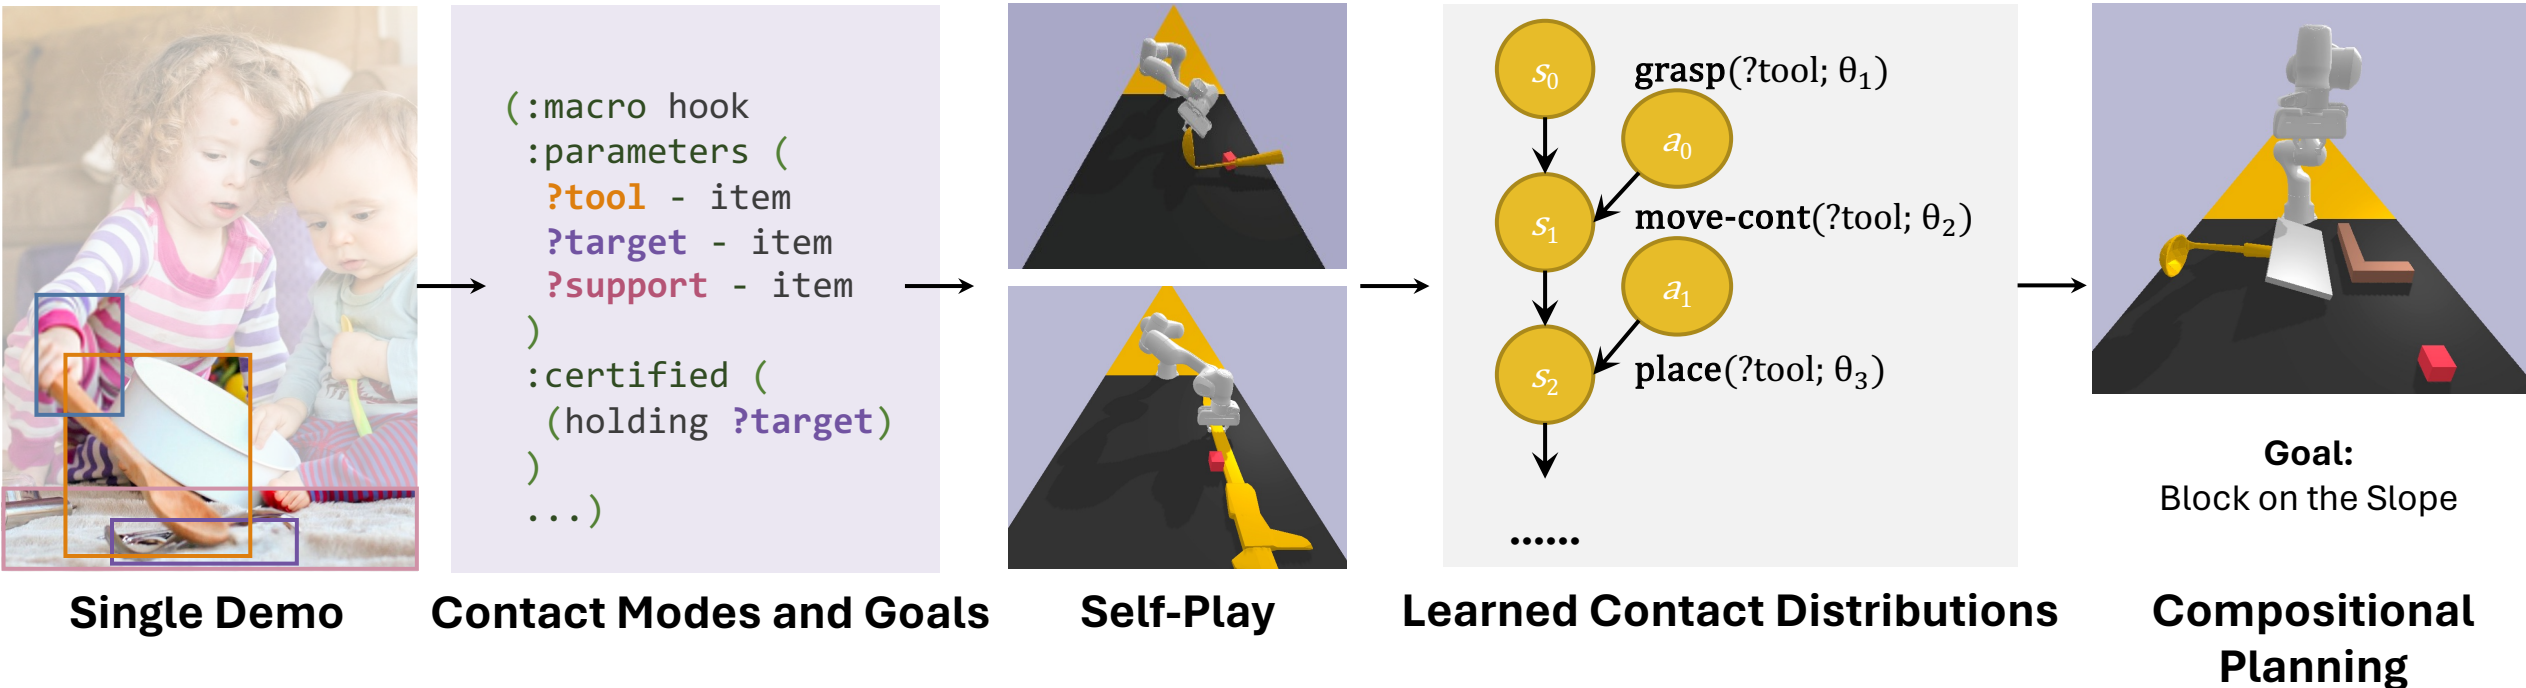 (:macro hook
:parameters (
?tool - item
?target - item
?support - item
)
:certified (
(holding ?target)
)
...)
s0
grasp(?tool; θ1)
a0
s1
move-cont(?tool; θ2)
a1
s2
place(?tool; θ3)
......
Goal:
Block on the Slope
Single Demo
Contact Modes and Goals
Self-Play
Learned Contact Distributions
Compositional
Planning